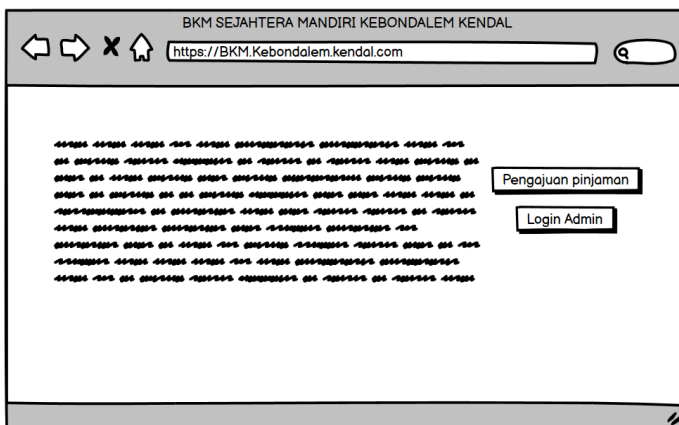 BKM SEJAHTERA MANDIRI KEBONDALEM KENDAL
https://BKM.Kebondalem.kendal.com
Pengajuan pinjaman
Login Admin